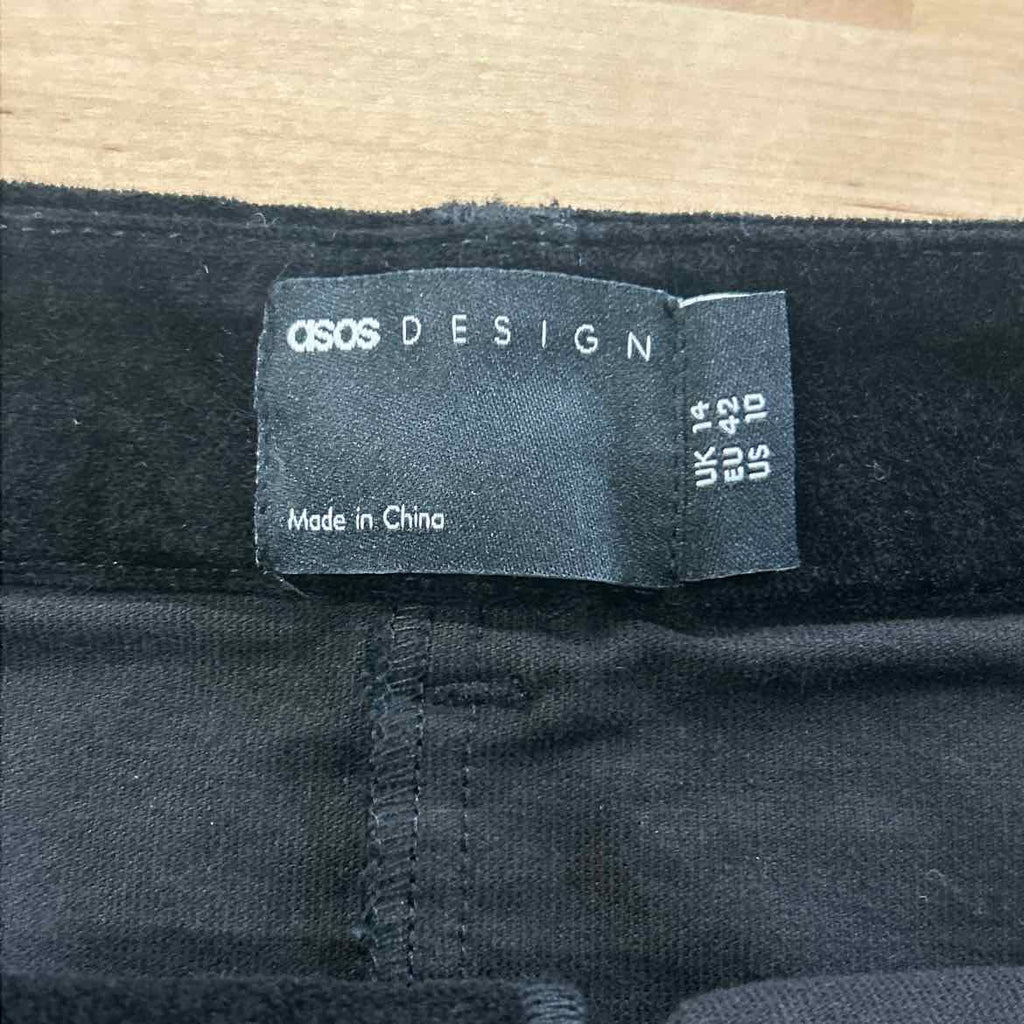 asos DESIGN
Made in China
UK 14
EU 42
US 10